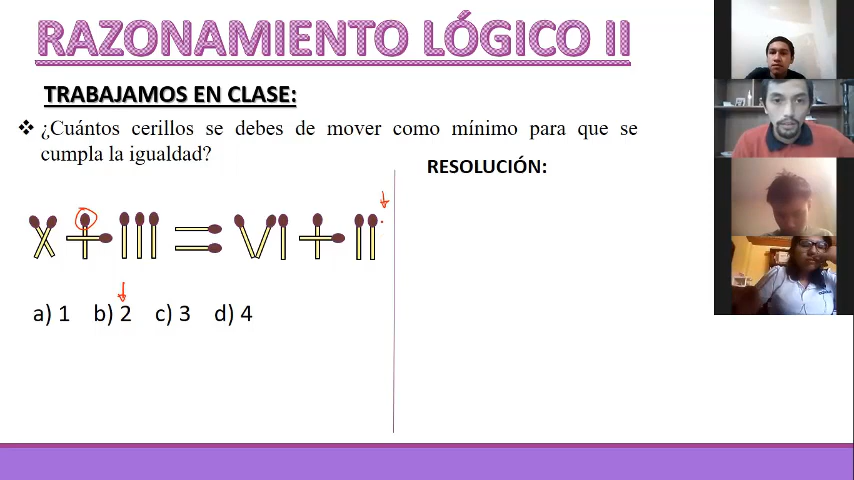 RAZONAMIENTO LÓGICO II
TRABAJAMOS EN CLASE:
❖ ¿Cuántos cerillos se debes de mover como mínimo para que se
cumpla la igualdad?
RESOLUCIÓN:
X + III = VI + II
a) 1 b) 2 c) 3 d) 4